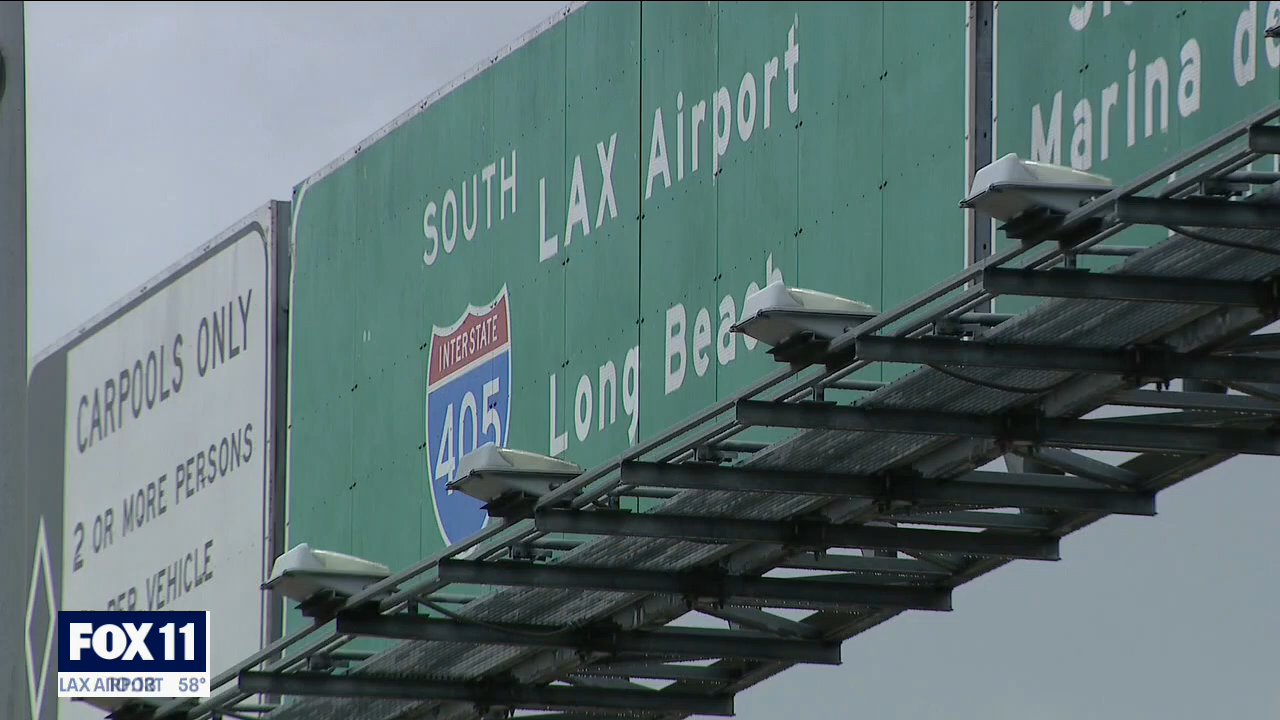 CARPOOLS ONLY
2 OR MORE PERSONS
PER VEHICLE
SOUTH
INTERSTATE
405
LAX Airport
Long Beach
Marina de
FOX 11
LAX AIRPORT 58°